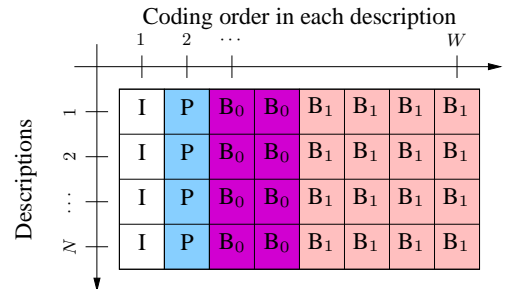 Coding order in each description
1 2 ⋯ W
Descriptions
1 I P B₀ B₀ B₁ B₁ B₁ B₁
2 I P B₀ B₀ B₁ B₁ B₁ B₁
⋯ I P B₀ B₀ B₁ B₁ B₁ B₁
N I P B₀ B₀ B₁ B₁ B₁ B₁